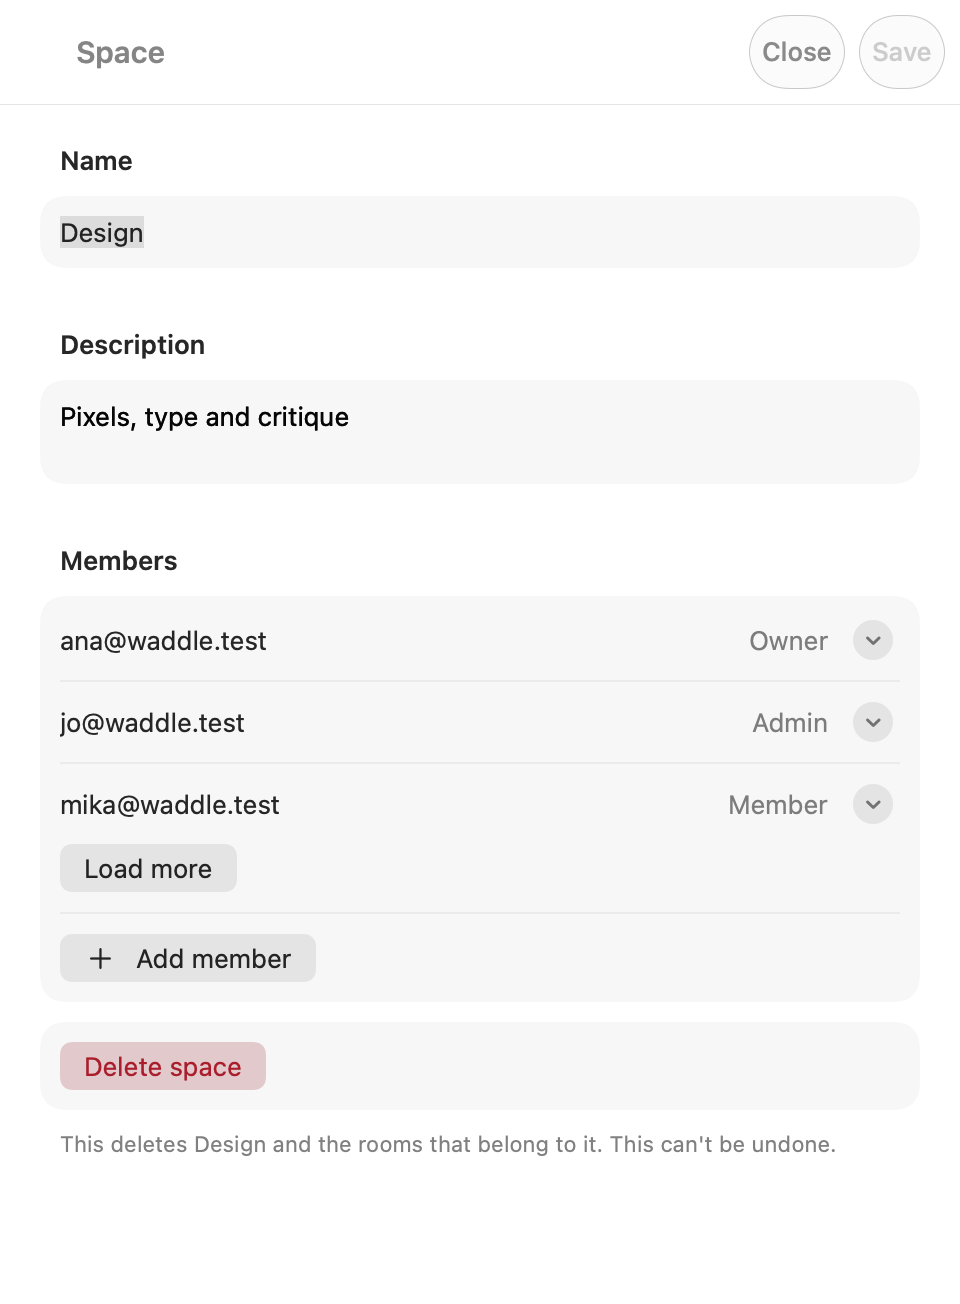 Space
Close
Save
Name
Design
Description
Pixels, type and critique
Members
ana@waddle.test
Owner
jo@waddle.test
Admin
mika@waddle.test
Member
Load more
Add member
Delete space
This deletes Design and the rooms that belong to it. This can't be undone.